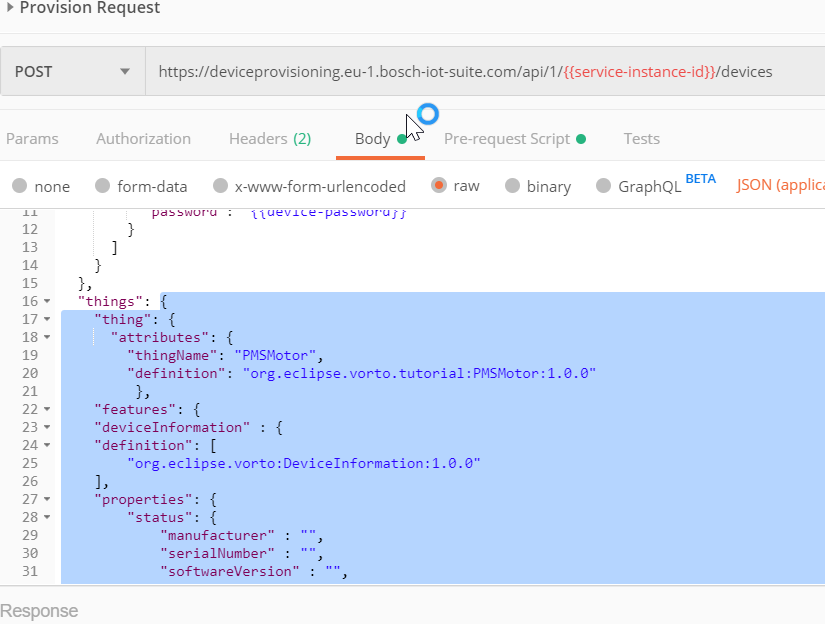 Provision Request
POST https://deviceprovisioning.eu-1.bosch-iot-suite.com/api/1/{{service-instance-id}}/devices
Params Authorization Headers (2) Body Pre-request Script Tests
none form-data x-www-form-urlencoded raw binary GraphQL BETA JSON (applica
11 password : {{device-password}}
12 }
13 ]
14 }
15 },
16 "things": {
17 "thing": {
18 "attributes": {
19 "thingName": "PMSMotor",
20 "definition": "org.eclipse.vorto.tutorial:PMSMotor:1.0.0"
21 },
22 "features": {
23 "deviceInformation" : {
24 "definition": [
25 "org.eclipse.vorto:DeviceInformation:1.0.0"
26 ],
27 "properties": {
28 "status": {
29 "manufacturer" : "",
30 "serialNumber" : "",
31 "softwareVersion" : "",
Response